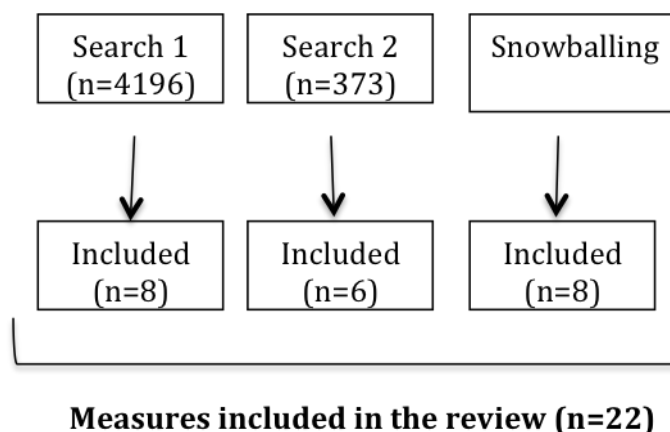 Search 1
(n=4196)
Search 2
(n=373)
Snowballing
Included
(n=8)
Included
(n=6)
Included
(n=8)
Measures included in the review (n=22)